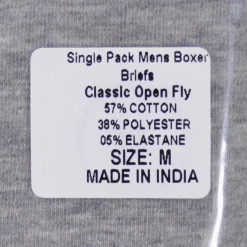 Single Pack Mens Boxer
Briefs
Classic Open Fly
57% COTTON
38% POLYESTER
05% ELASTANE
SIZE: M
MADE IN INDIA